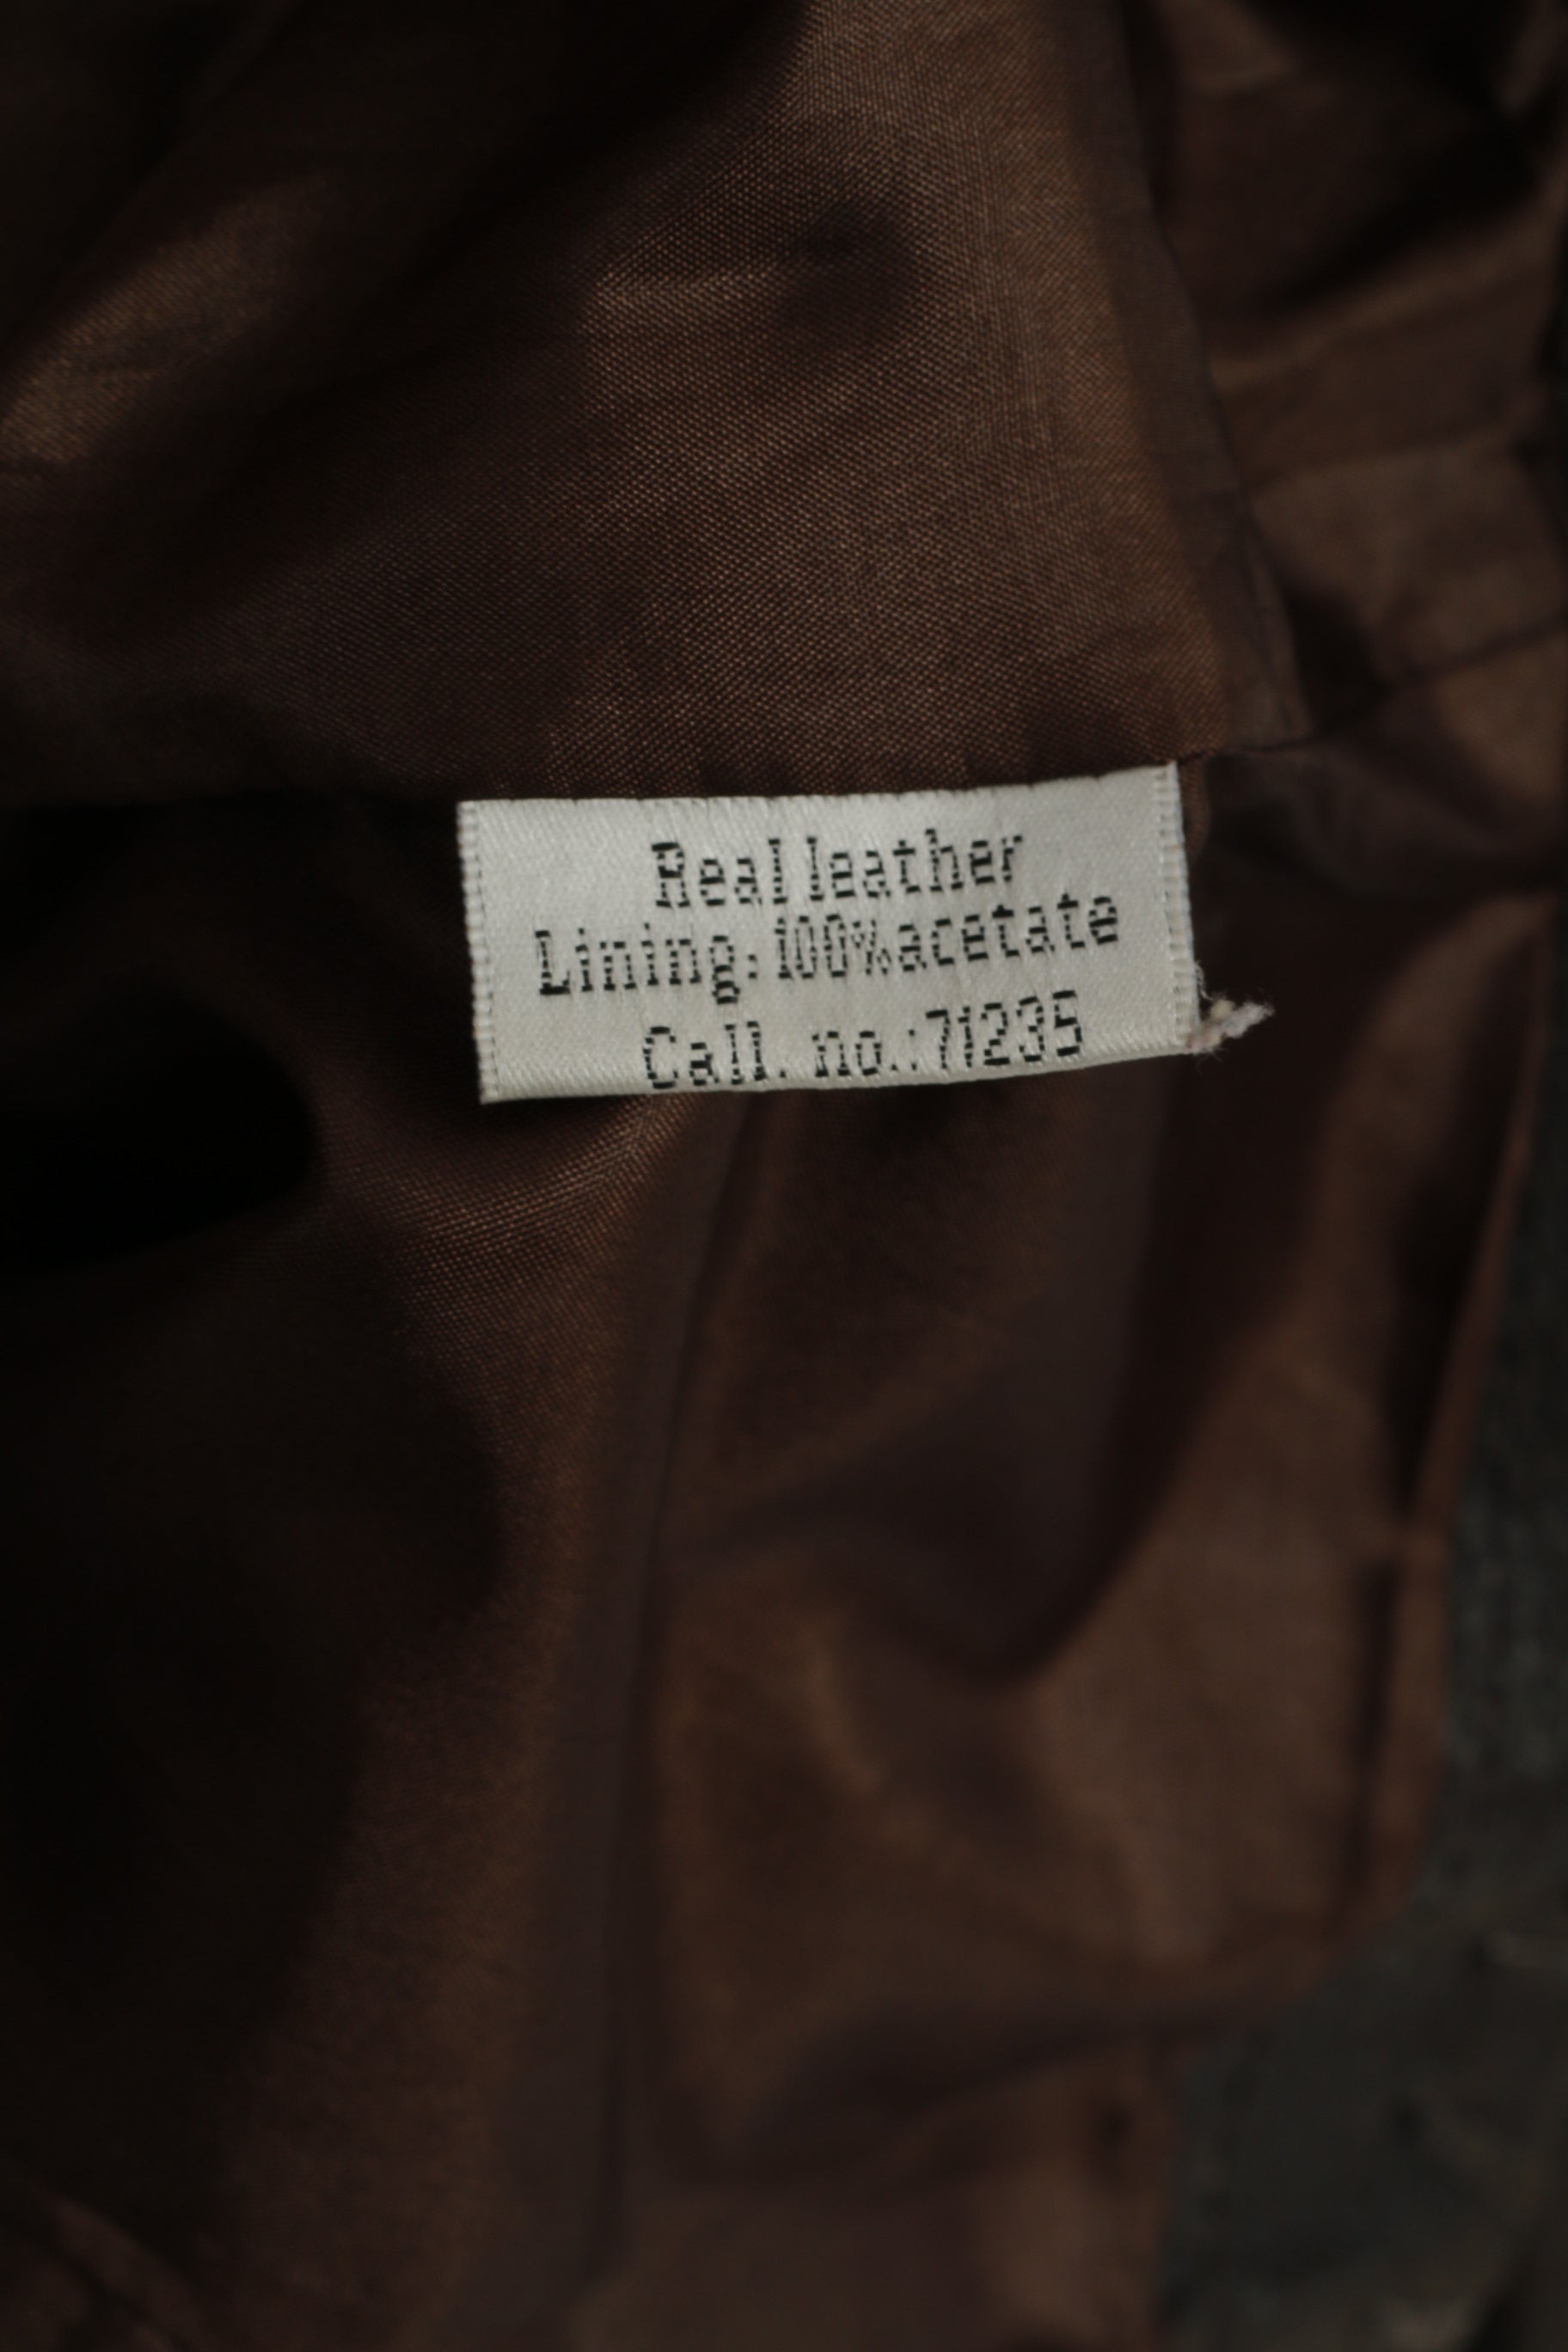 Real leather
Lining: 100% acetate
Call. no.: 71235